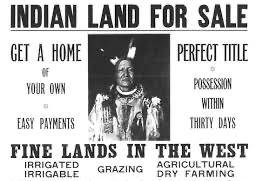 INDIAN LAND FOR SALE
GET A HOME
OF
YOUR OWN
EASY PAYMENTS
PERFECT TITLE
POSSESSION
WITHIN
THIRTY DAYS
FINE LANDS IN THE WEST
IRRIGATED
IRRIGABLE
GRAZING
AGRICULTURAL
DRY FARMING